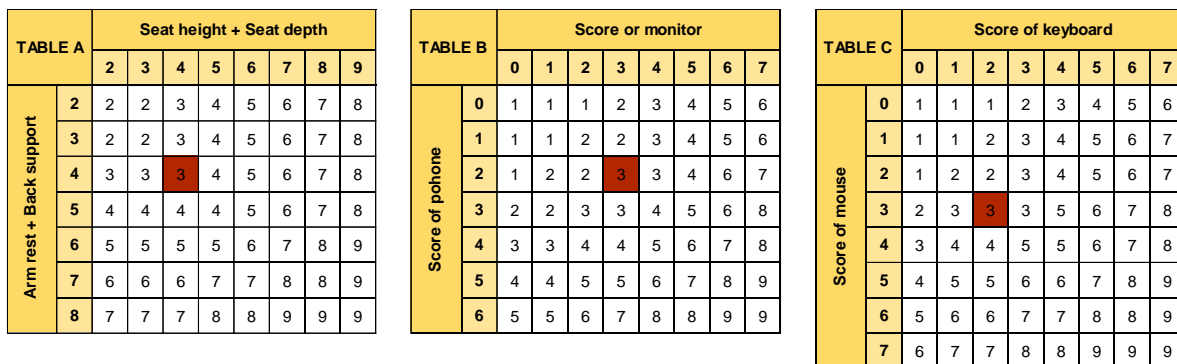 TABLE A
Seat height + Seat depth
2 3 4 5 6 7 8 9
Arm rest + Back support
2 2 2 3 4 5 6 7 8
3 2 2 3 4 5 6 7 8
4 3 3 3 4 5 6 7 8
5 4 4 4 4 5 6 7 8
6 5 5 5 5 6 7 8 9
7 6 6 6 7 7 8 8 9
8 7 7 7 8 8 9 9 9
TABLE B
Score or monitor
0 1 2 3 4 5 6 7
Score of pohone
0 1 1 1 2 3 4 5 6
1 1 1 2 2 3 4 5 6
2 1 2 2 3 3 4 6 7
3 2 2 3 3 4 5 6 8
4 3 3 4 4 5 6 7 8
5 4 4 5 5 6 7 8 9
6 5 5 6 7 8 8 9 9
TABLE C
Score of keyboard
0 1 2 3 4 5 6 7
Score of mouse
0 1 1 1 2 3 4 5 6
1 1 1 2 3 4 5 6 7
2 1 2 2 3 4 5 6 7
3 2 3 3 3 5 6 7 8
4 3 4 4 5 5 6 7 8
5 4 5 5 6 6 7 8 9
6 5 6 6 7 7 8 8 9
7 6 7 7 8 8 9 9 9